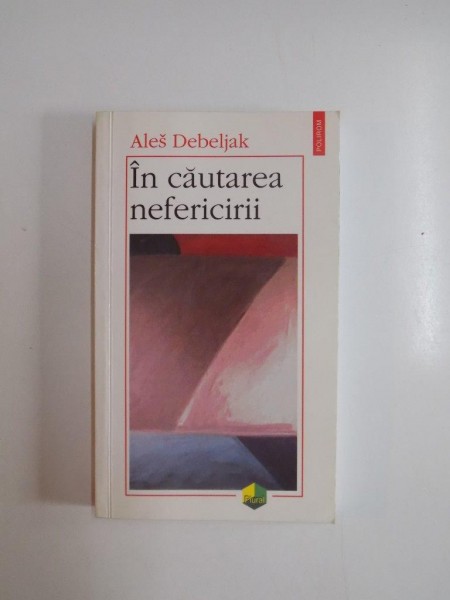 POLIROM
Aleš Debeljak
În căutarea
nefericirii
Plural